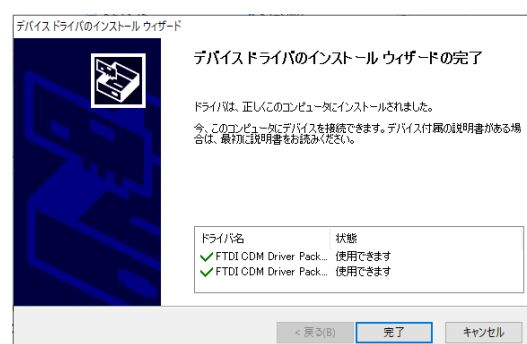 デバイスドライバのインストール ウィザード
デバイス ドライバのインストール ウィザードの完了
ドライバは、正しくこのコンピュータにインストールされました。
今、このコンピュータにデバイスを接続できます。デバイス付属の説明書がある場
合は、最初に説明書をお読みください。
ドライバ名 状態
FTDI CDM Driver Pack... 使用できます
FTDI CDM Driver Pack... 使用できます
< 戻る(B) 完了 キャンセル